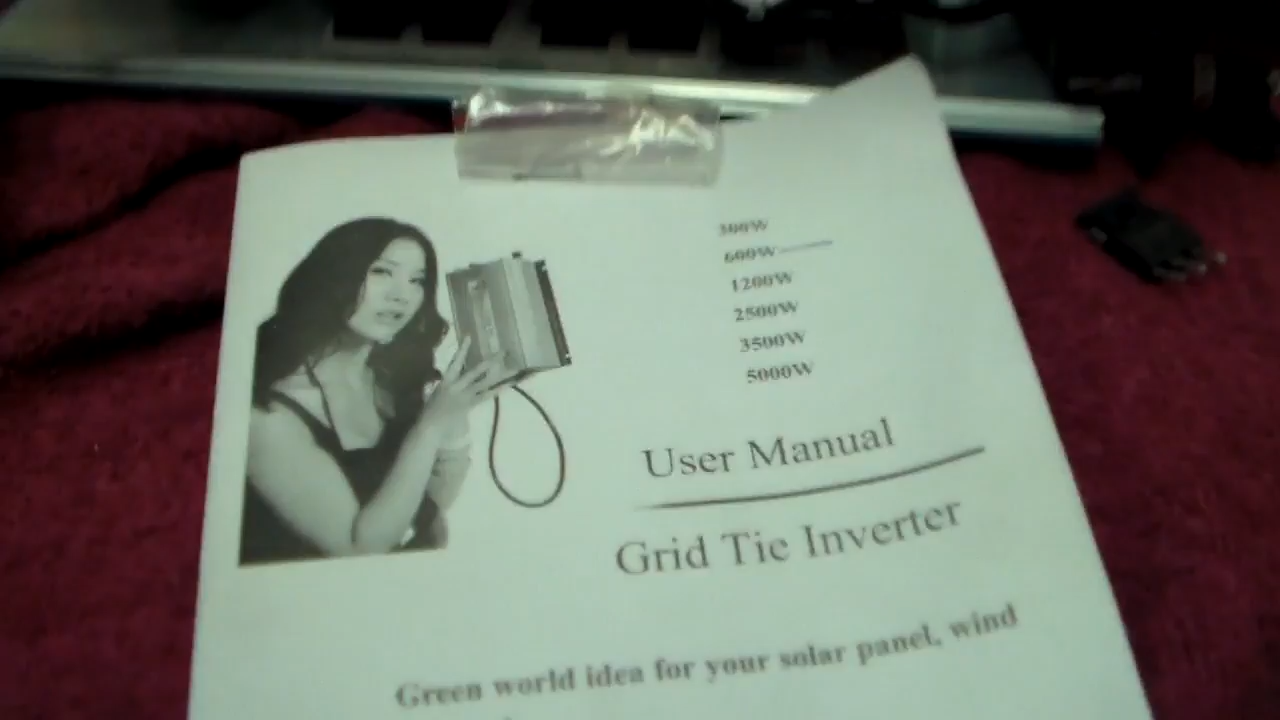 300W
600W
1200W
2500W
3500W
5000W
User Manual
Grid Tie Inverter
Green world idea for your solar panel, wind